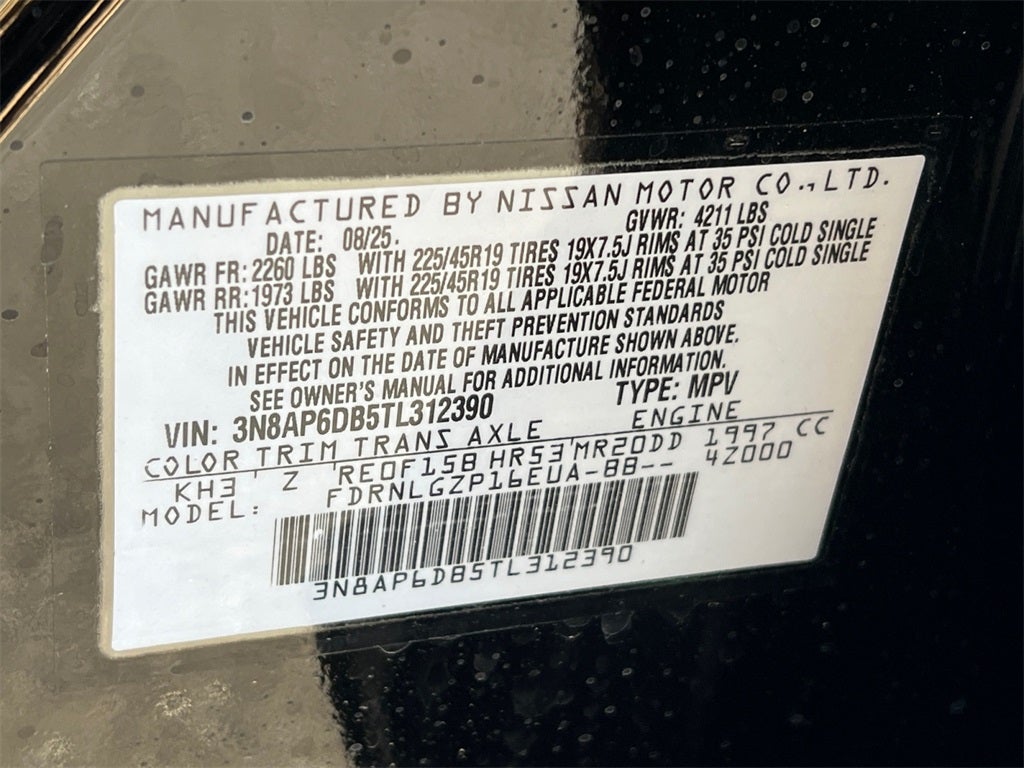 MANUFACTURED BY NISSAN MOTOR CO., LTD.
DATE: 08/25. GVWR: 4211 LBS
GAWR FR: 2260 LBS WITH 225/45R19 TIRES 19X7.5J RIMS AT 35 PSI COLD SINGLE
GAWR RR: 1973 LBS WITH 225/45R19 TIRES 19X7.5J RIMS AT 35 PSI COLD SINGLE
THIS VEHICLE CONFORMS TO ALL APPLICABLE FEDERAL MOTOR
VEHICLE SAFETY AND THEFT PREVENTION STANDARDS
IN EFFECT ON THE DATE OF MANUFACTURE SHOWN ABOVE.
SEE OWNER'S MANUAL FOR ADDITIONAL INFORMATION.
VIN: 3N8AP6DB5TL312390 TYPE: MPV
COLOR TRIM TRANS AXLE ENGINE
KH3 Z RE0F15B HR53 MR20DD 1997 CC
MODEL: FDRNLGZP16EUA-BB-- 4Z000
3N8AP6DB5TL312390